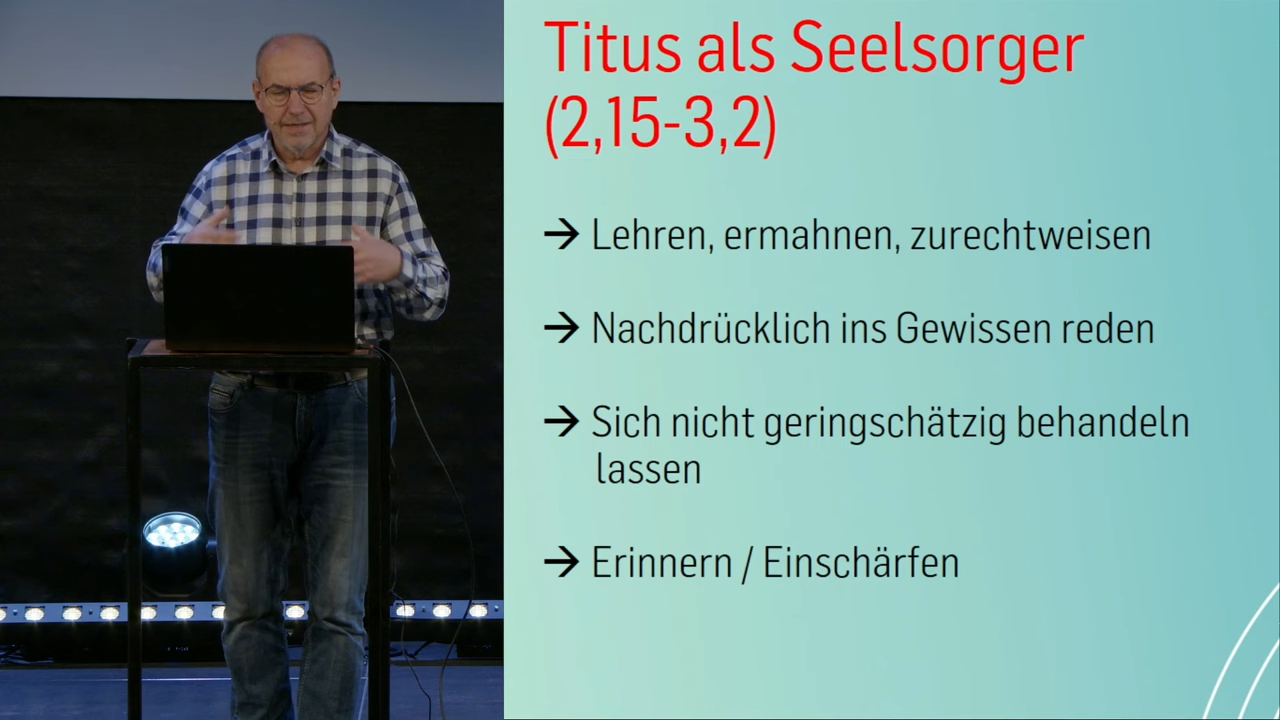 Titus als Seelsorger
(2,15-3,2)
→ Lehren, ermahnen, zurechtweisen
→ Nachdrücklich ins Gewissen reden
→ Sich nicht geringschätzig behandeln
lassen
→ Erinnern / Einschärfen